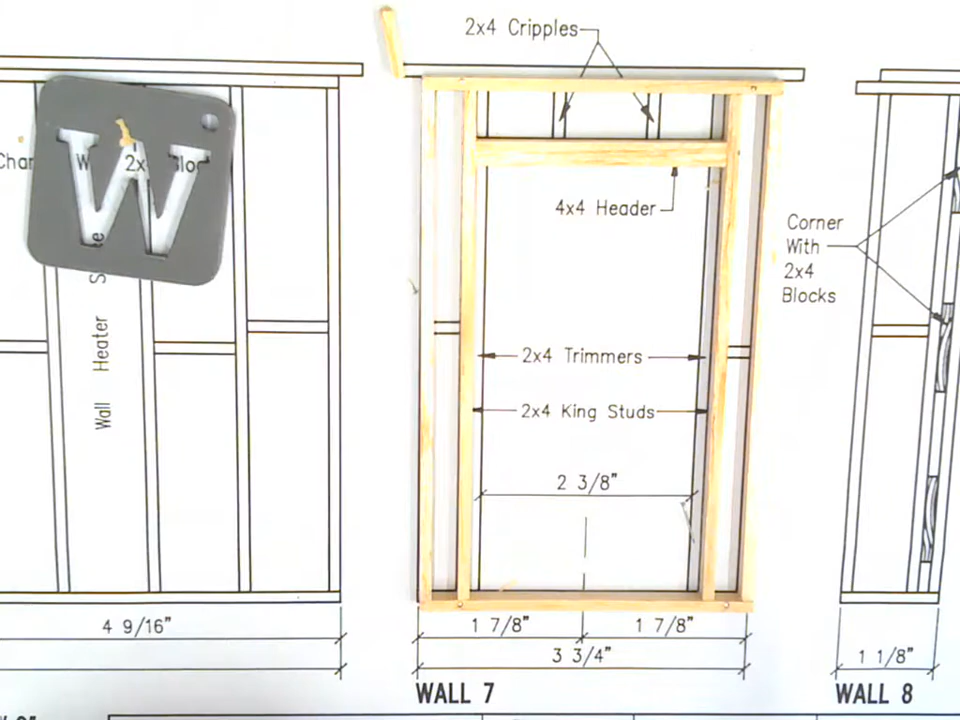 2x4 Cripples
W
2x
4x4 Header
Corner
With
2x4
Blocks
Wall Heater
2x4 Trimmers
2x4 King Studs
2 3/8"
4 9/16"
1 7/8"
1 7/8"
3 3/4"
1 1/8"
WALL 7
WALL 8